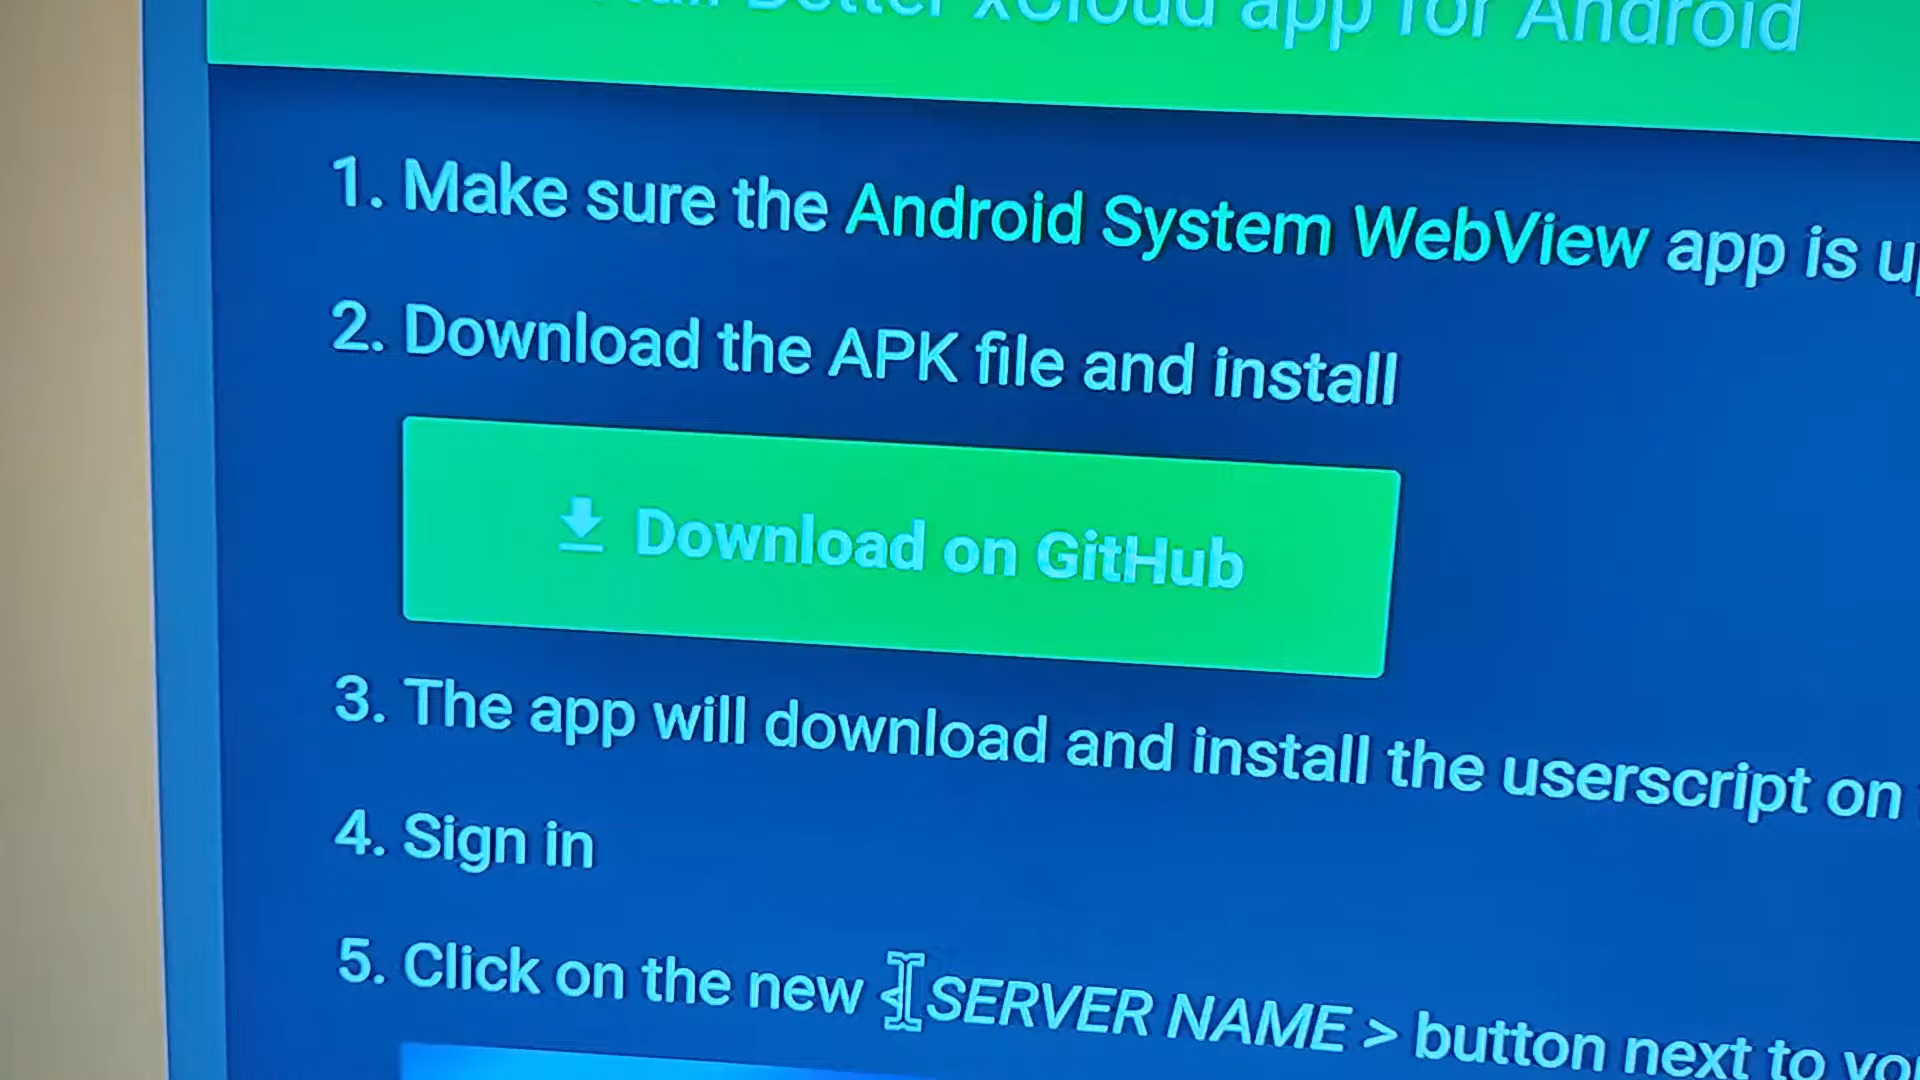 Better xCloud app for Android
1. Make sure the Android System WebView app is
2. Download the APK file and install
Download on GitHub
3. The app will download and install the userscript on
4. Sign in
5. Click on the new < SERVER NAME > button next to